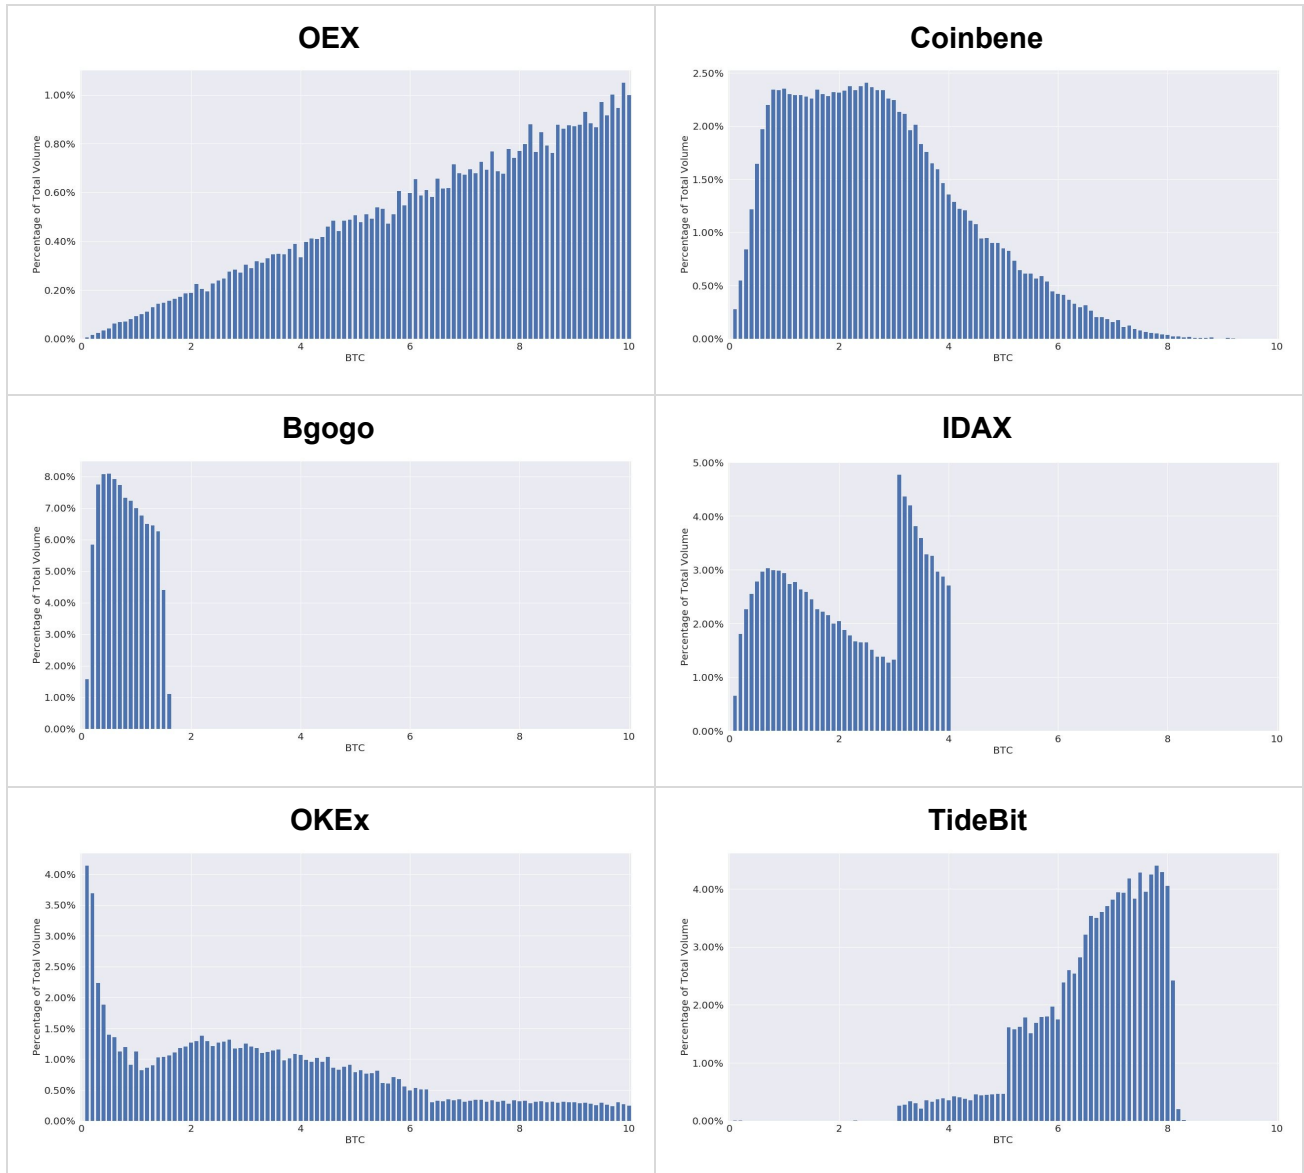 OEX
Percentage of Total Volume
1.00%
0.80%
0.60%
0.40%
0.20%
0.00%
0 2 4 6 8 10
BTC
Coinbene
Percentage of Total Volume
2.50%
2.00%
1.50%
1.00%
0.50%
0.00%
0 2 4 6 8 10
BTC
Bgogo
Percentage of Total Volume
8.00%
7.00%
6.00%
5.00%
4.00%
3.00%
2.00%
1.00%
0.00%
0 2 4 6 8 10
BTC
IDAX
Percentage of Total Volume
5.00%
4.00%
3.00%
2.00%
1.00%
0.00%
0 2 4 6 8 10
BTC
OKEx
Percentage of Total Volume
4.00%
3.50%
3.00%
2.50%
2.00%
1.50%
1.00%
0.50%
0.00%
0 2 4 6 8 10
BTC
TideBit
Percentage of Total Volume
4.00%
3.00%
2.00%
1.00%
0.00%
0 2 4 6 8 10
BTC